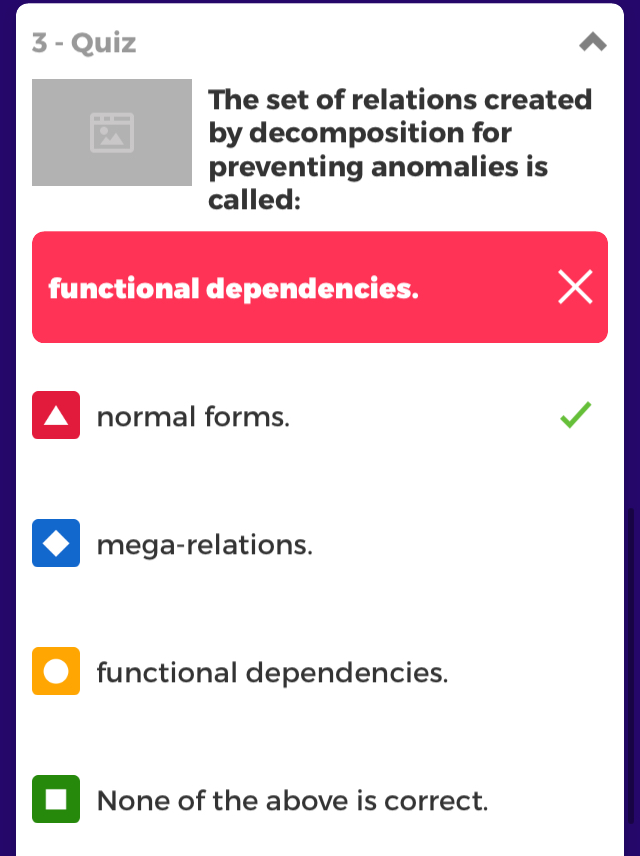 3 - Quiz
The set of relations created
by decomposition for
preventing anomalies is
called:
functional dependencies.
normal forms.
mega-relations.
functional dependencies.
None of the above is correct.